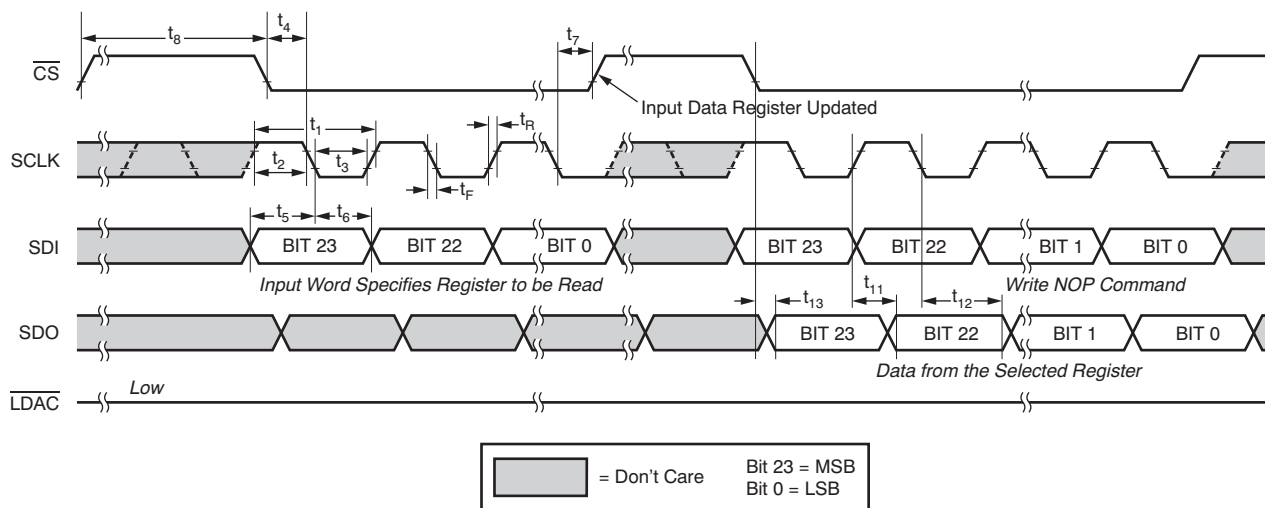 t8
t4
t7
CS
Input Data Register Updated
t1
tR
SCLK
t2
t3
tF
t5
t6
SDI
BIT 23
BIT 22
BIT 0
BIT 23
BIT 22
BIT 1
BIT 0
Input Word Specifies Register to be Read
Write NOP Command
t13
t11
t12
SDO
BIT 23
BIT 22
BIT 1
BIT 0
Data from the Selected Register
Low
LDAC
= Don't Care
Bit 23 = MSB
Bit 0 = LSB